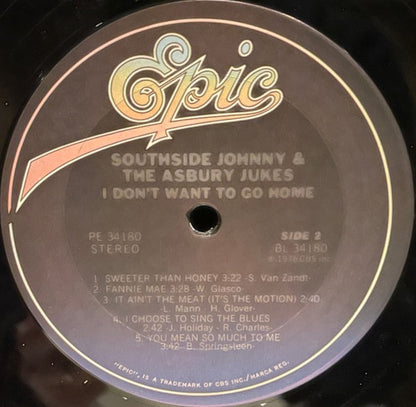 Epic
SOUTHSIDE JOHNNY &
THE ASBURY JUKES
I DON'T WANT TO GO HOME
PE 34180
STEREO
SIDE 2
BL 34180
℗ 1976 CBS Inc.
1 SWEETER THAN HONEY 3:22 -S. Van Zandt-
2. FANNIE MAE 3:28 -W. Glasco-
3. IT AIN'T THE MEAT (IT'S THE MOTION) 2:40
-L. Mann - H. Glover-
4. I CHOOSE TO SING THE BLUES
2:42 -J. Holiday - R. Charles-
5. YOU MEAN SO MUCH TO ME
3:42 -B. Springsteen-
"EPIC", IS A TRADEMARK OF CBS INC./MARCA REG.